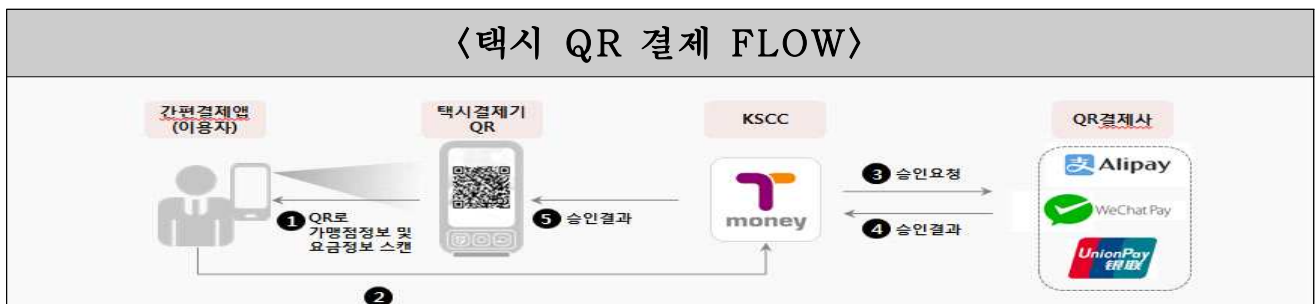 〈택시 QR 결제 FLOW〉
간편결제앱
(이용자)
택시결제기
QR
KSCC
QR결제사
❶ QR로
가맹점정보 및
요금정보 스캔
❺ 승인결과
T
money
❸ 승인요청
❹ 승인결과
支 Alipay
WeChat Pay
UnionPay
银联
❷